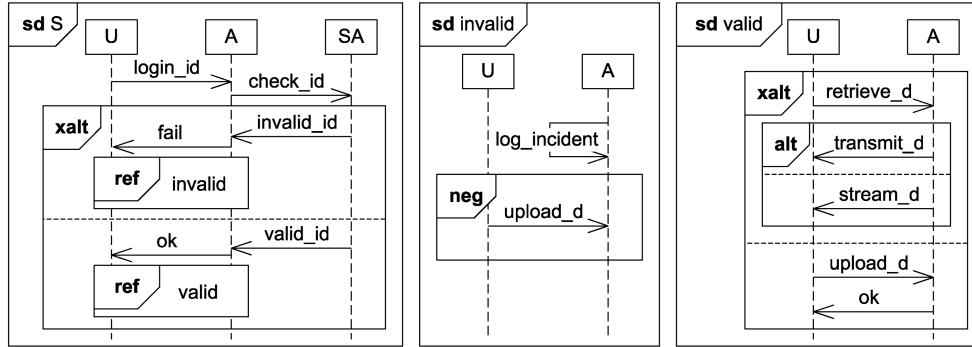 sd S
U A SA
login_id
check_id
xalt
fail invalid_id
ref invalid
ok valid_id
ref valid
sd invalid
U A
log_incident
neg
upload_d
sd valid
U A
xalt retrieve_d
alt transmit_d
stream_d
upload_d
ok